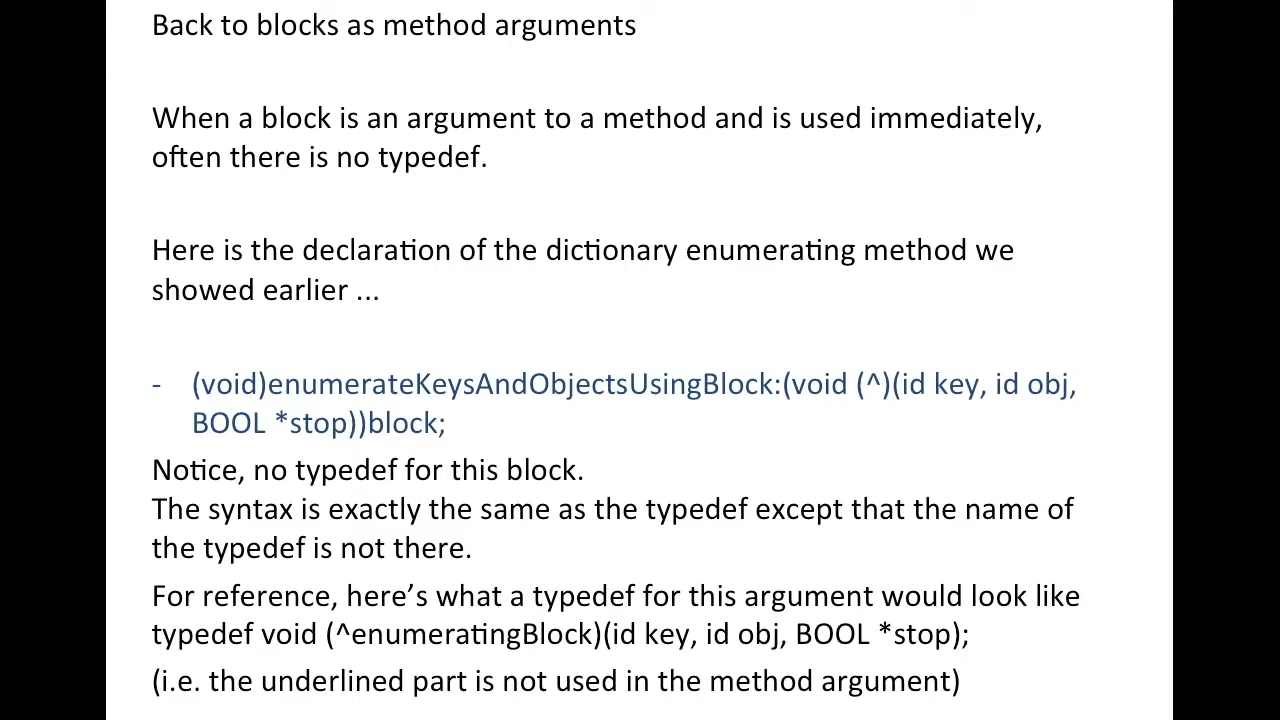 Back to blocks as method arguments
When a block is an argument to a method and is used immediately,
often there is no typedef.
Here is the declaration of the dictionary enumerating method we
showed earlier ...
- (void)enumerateKeysAndObjectsUsingBlock:(void (^)(id key, id obj,
BOOL *stop))block;
Notice, no typedef for this block.
The syntax is exactly the same as the typedef except that the name of
the typedef is not there.
For reference, here’s what a typedef for this argument would look like
typedef void (^enumeratingBlock)(id key, id obj, BOOL *stop);
(i.e. the underlined part is not used in the method argument)